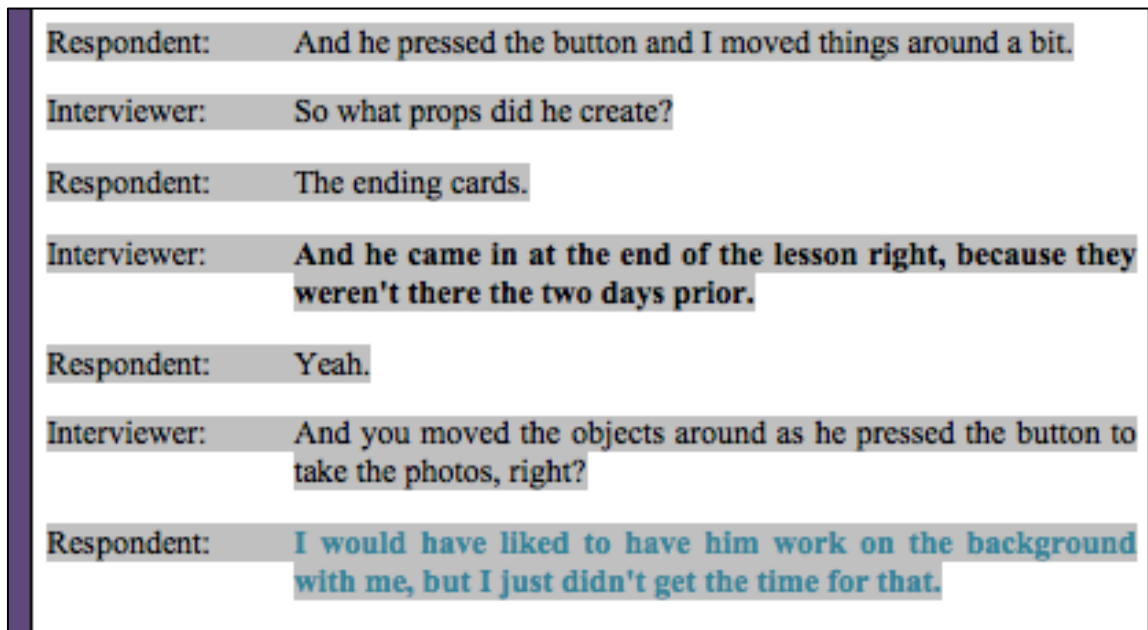 Respondent: And he pressed the button and I moved things around a bit.
Interviewer: So what props did he create?
Respondent: The ending cards.
Interviewer: And he came in at the end of the lesson right, because they
weren't there the two days prior.
Respondent: Yeah.
Interviewer: And you moved the objects around as he pressed the button to
take the photos, right?
Respondent: I would have liked to have him work on the background
with me, but I just didn't get the time for that.